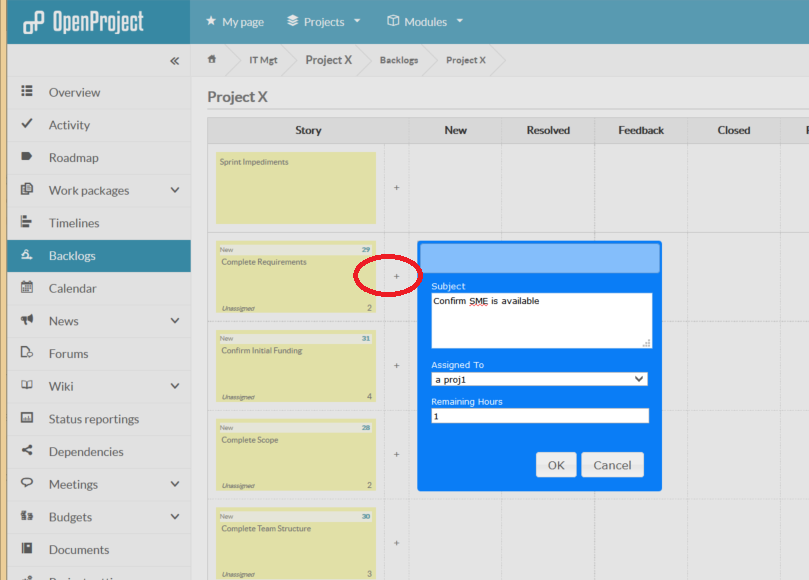 OpenProject
My page
Projects
Modules
«
IT Mgt
Project X
Backlogs
Project X
Overview
Activity
Roadmap
Work packages
Timelines
Backlogs
Calendar
News
Forums
Wiki
Status reportings
Dependencies
Meetings
Budgets
Documents
Project X
Story
New
Resolved
Feedback
Closed
Sprint Impediments
+
New 29
Complete Requirements
Unassigned 2
+
New 31
Confirm Initial Funding
Unassigned 4
+
New 28
Complete Scope
Unassigned 2
+
New 30
Complete Team Structure
Unassigned 3
+
Subject
Confirm SME is available
Assigned To
a proj1
Remaining Hours
1
OK
Cancel